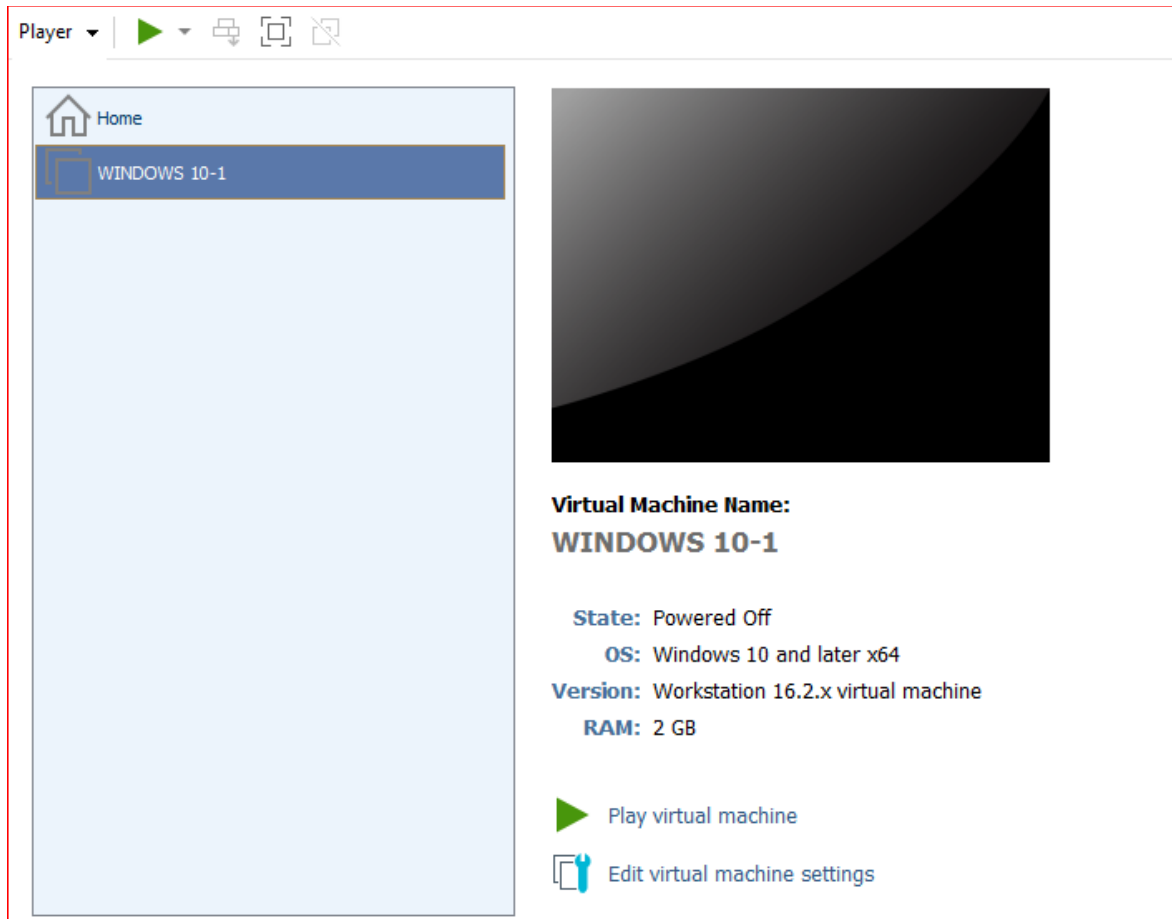 Player
Home
WINDOWS 10-1
Virtual Machine Name:
WINDOWS 10-1
State: Powered Off
OS: Windows 10 and later x64
Version: Workstation 16.2.x virtual machine
RAM: 2 GB
Play virtual machine
Edit virtual machine settings